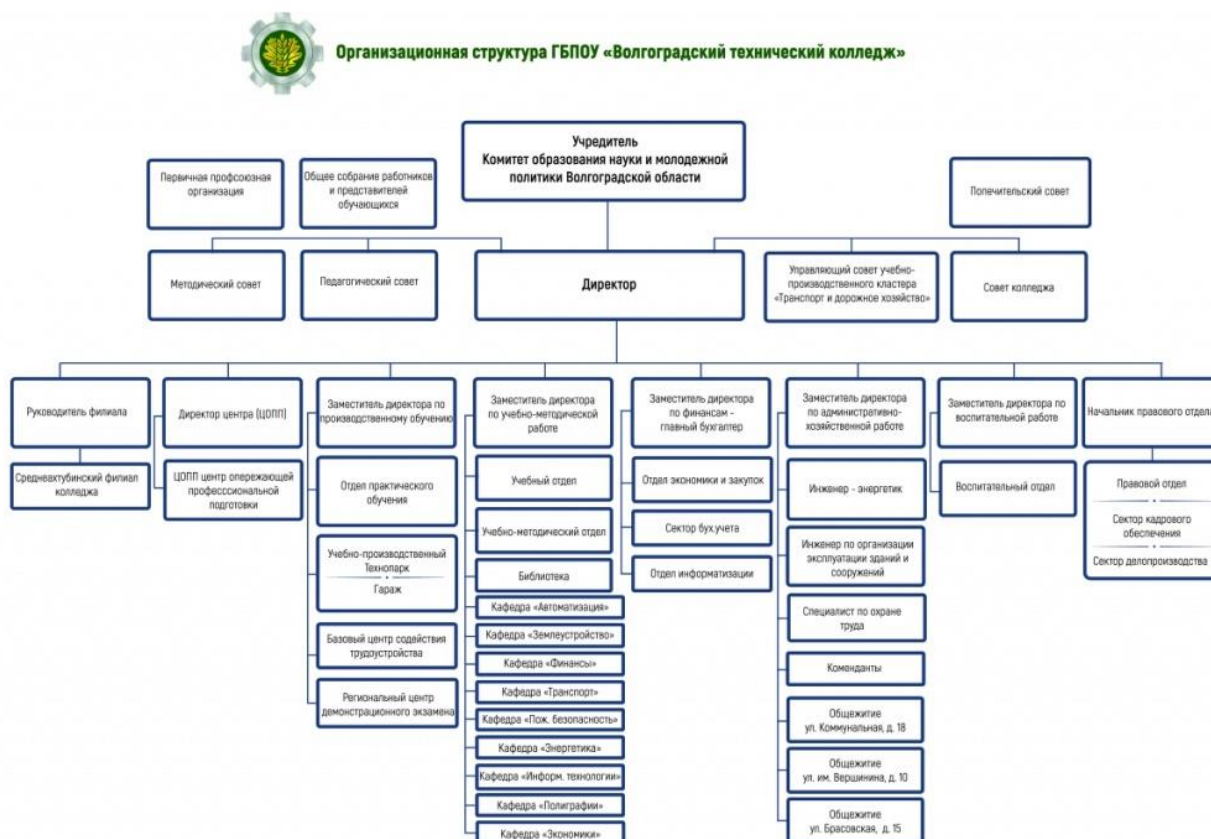 Организационная структура ГБПОУ «Волгоградский технический колледж»
Учредитель
Комитет образования науки и молодежной
политики Волгоградской области
Первичная профсоюзная
организация
Общее собрание работников
и представителей
обучающихся
Попечительский совет
Методический совет
Педагогический совет
Директор
Управляющий совет учебно-
производственного кластера
«Транспорт и дорожное хозяйство»
Совет колледжа
Руководитель филиала
Средневхтубинский филиал
колледжа
Директор центра (ЦОПП)
ЦОПП центр опережающей
професссиональной
подготовки
Заместитель директора по
производственному обучению
Отдел практического
обучения
Учебно-производственный
Технопарк
Гараж
Базовый центр содействия
трудоустройства
Региональный центр
демонстрационного экзамена
Заместитель директора
по учебно-методической
работе
Учебный отдел
Учебно-методический отдел
Библиотека
Кафедра «Автоматизация»
Кафедра «Землеустройство»
Кафедра «Финансы»
Кафедра «Транспорт»
Кафедра «Пож. безопасность»
Кафедра «Энергетика»
Кафедра «Информ. технологии»
Кафедра «Полиграфии»
Кафедра «Экономики»
Заместитель директора
по финансам -
главный бухгалтер
Отдел экономики и закупок
Сектор бух.учета
Отдел информатизации
Заместитель директора
по административно-
хозяйственной работе
Инженер - энергетик
Инженер по организации
эксплуатации зданий и
сооружений
Специалист по охране
труда
Коменданты
Общежитие
ул. Коммунальная, д. 18
Общежитие
ул. им. Вершинина, д. 10
Общежитие
ул. Брасовская, д. 15
Заместитель директора по
воспитательной работе
Воспитательный отдел
Начальник правового отдела
Правовой отдел
Сектор кадрового
обеспечения
Сектор делопроизводства